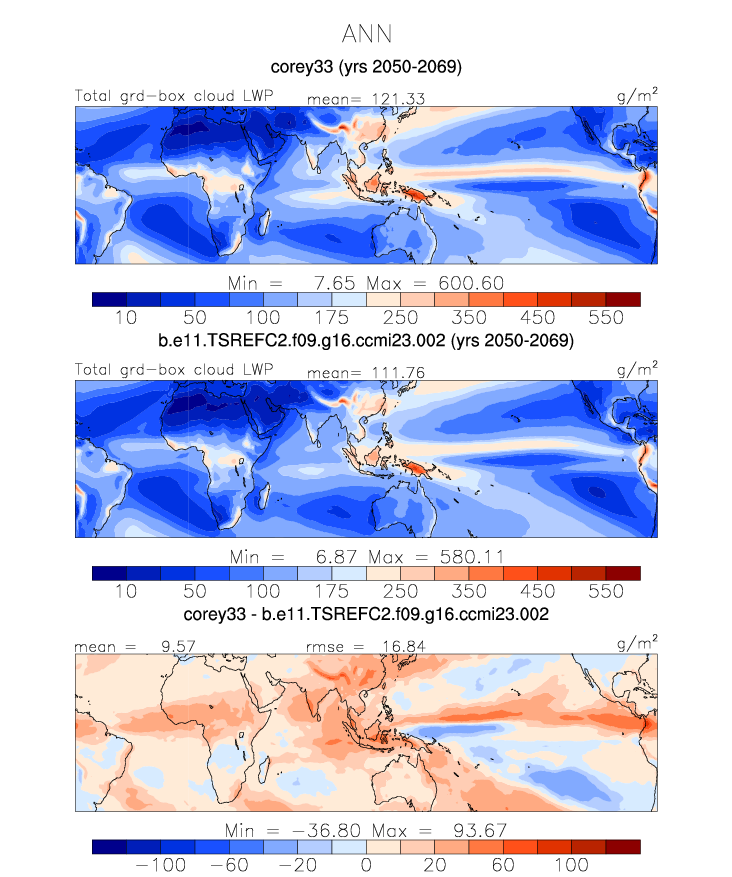 ANN
corey33 (yrs 2050-2069)
Total grd-box cloud LWP mean= 121.33 g/m²
Min = 7.65 Max = 600.60
10 50 100 175 250 350 450 550
b.e11.TSREFC2.f09.g16.ccmi23.002 (yrs 2050-2069)
Total grd-box cloud LWP mean= 111.76 g/m²
Min = 6.87 Max = 580.11
10 50 100 175 250 350 450 550
corey33 - b.e11.TSREFC2.f09.g16.ccmi23.002
mean = 9.57 rmse = 16.84 g/m²
Min = -36.80 Max = 93.67
-100 -60 -20 0 20 60 100